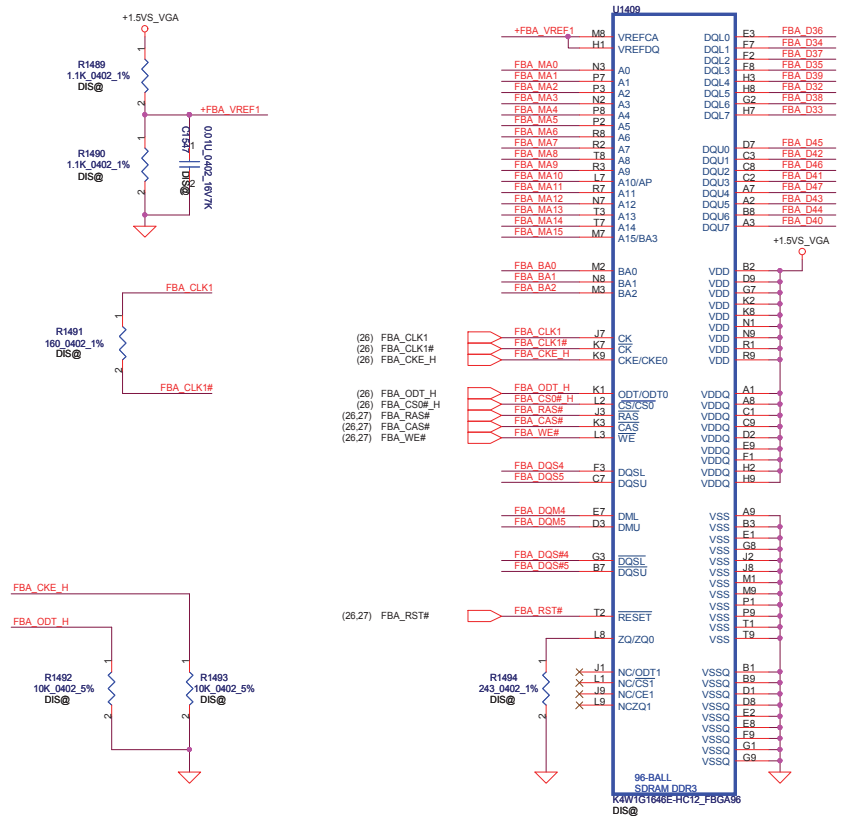 +1.5VS_VGA
1
R1489
1.1K_0402_1%
DIS@
2
+FBA_VREF1
1
R1490
1.1K_0402_1%
DIS@
2
1
C1547
2
0.01U_0402_16V7K
FBA_CLK1
1
R1491
160_0402_1%
DIS@
2
FBA_CLK1#
FBA_CKE_H
FBA_ODT_H
1
R1492
10K_0402_5%
DIS@
2
1
R1493
10K_0402_5%
DIS@
2
U1409
+FBA_VREF1 M8 VREFCA
H1 VREFDQ
FBA_MA0 N3 A0
FBA_MA1 P7 A1
FBA_MA2 P3 A2
FBA_MA3 N2 A3
FBA_MA4 P8 A4
FBA_MA5 P2 A5
FBA_MA6 R8 A6
FBA_MA7 R2 A7
FBA_MA8 T8 A8
FBA_MA9 R3 A9
FBA_MA10 L7 A10/AP
FBA_MA11 R7 A11
FBA_MA12 N7 A12
FBA_MA13 T3 A13
FBA_MA14 T7 A14
FBA_MA15 M7 A15/BA3
FBA_BA0 M2 BA0
FBA_BA1 N8 BA1
FBA_BA2 M3 BA2
(26) FBA_CLK1 FBA_CLK1 J7 CK
(26) FBA_CLK1# FBA_CLK1# K7 CK
(26) FBA_CKE_H FBA_CKE_H K9 CKE/CKE0
(26) FBA_ODT_H FBA_ODT_H K1 ODT/ODT0
(26) FBA_CS0#_H FBA_CS0#_H L2 CS/CS0
(26,27) FBA_RAS# FBA_RAS# J3 RAS
(26,27) FBA_CAS# FBA_CAS# K3 CAS
(26,27) FBA_WE# FBA_WE# L3 WE
FBA_DQS4 F3 DQSL
FBA_DQS5 C7 DQSU
FBA_DQM4 E7 DML
FBA_DQM5 D3 DMU
FBA_DQS#4 G3 DQSL
FBA_DQS#5 B7 DQSU
(26,27) FBA_RST# FBA_RST# T2 RESET
L8 ZQ/ZQ0
1
R1494
243_0402_1%
DIS@
2
J1 NC/ODT1
L1 NC/CS1
J9 NC/CE1
L9 NCZQ1
DQL0 E3 FBA_D36
DQL1 F7 FBA_D34
DQL2 F2 FBA_D37
DQL3 F8 FBA_D35
DQL4 H3 FBA_D39
DQL5 H8 FBA_D32
DQL6 G2 FBA_D38
DQL7 H7 FBA_D33
DQU0 D7 FBA_D45
DQU1 C3 FBA_D42
DQU2 C8 FBA_D46
DQU3 C2 FBA_D41
DQU4 A7 FBA_D47
DQU5 A2 FBA_D43
DQU6 B8 FBA_D44
DQU7 A3 FBA_D40
+1.5VS_VGA
VDD B2
VDD D9
VDD G7
VDD K2
VDD K8
VDD N1
VDD N9
VDD R1
VDD R9
VDDQ A1
VDDQ A8
VDDQ C1
VDDQ C9
VDDQ D2
VDDQ E9
VDDQ F1
VDDQ H2
VDDQ H9
VSS A9
VSS B3
VSS E1
VSS G8
VSS J2
VSS J8
VSS M1
VSS M9
VSS P1
VSS P9
VSS T1
VSS T9
VSSQ B1
VSSQ B9
VSSQ D1
VSSQ D8
VSSQ E2
VSSQ E8
VSSQ F9
VSSQ G1
VSSQ G9
96-BALL
SDRAM DDR3
K4W1G1646E-HC12_FBGA96
DIS@